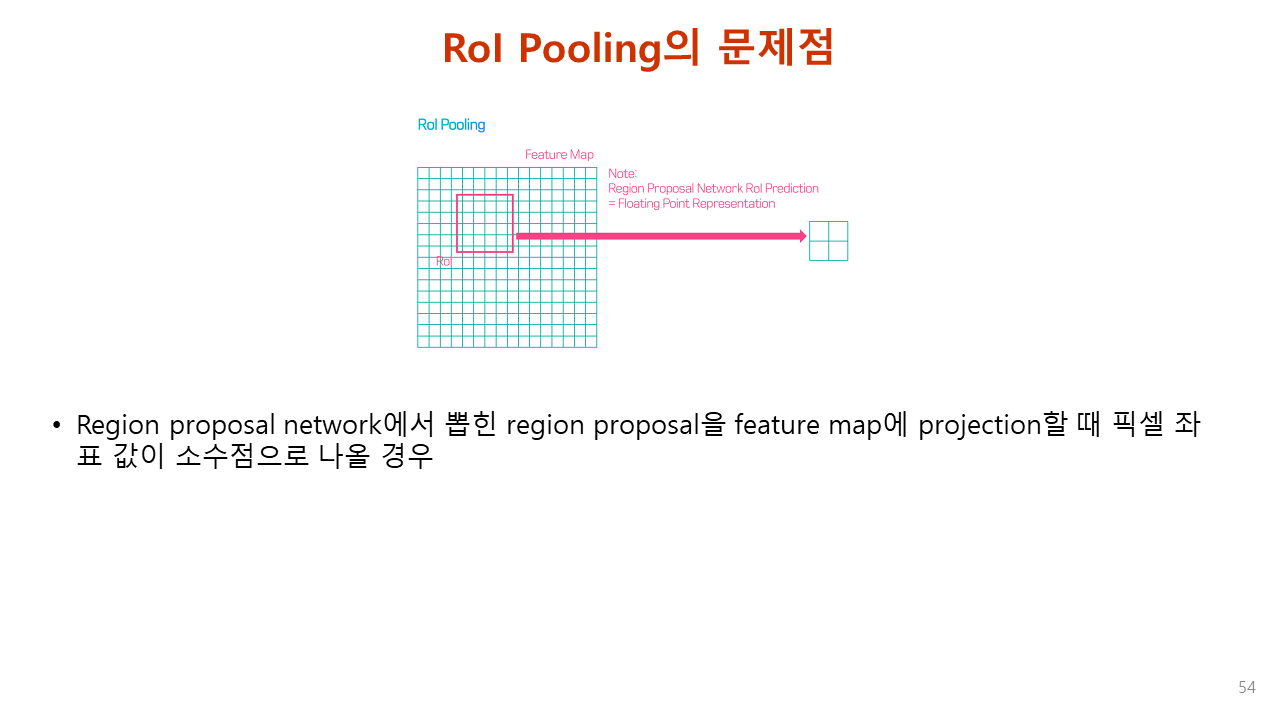 RoI Pooling의 문제점
RoI Pooling
Feature Map
Note:
Region Proposal Network RoI Prediction
= Floating Point Representation
RoI
• Region proposal network에서 뽑힌 region proposal을 feature map에 projection할 때 픽셀 좌
표 값이 소수점으로 나올 경우
54